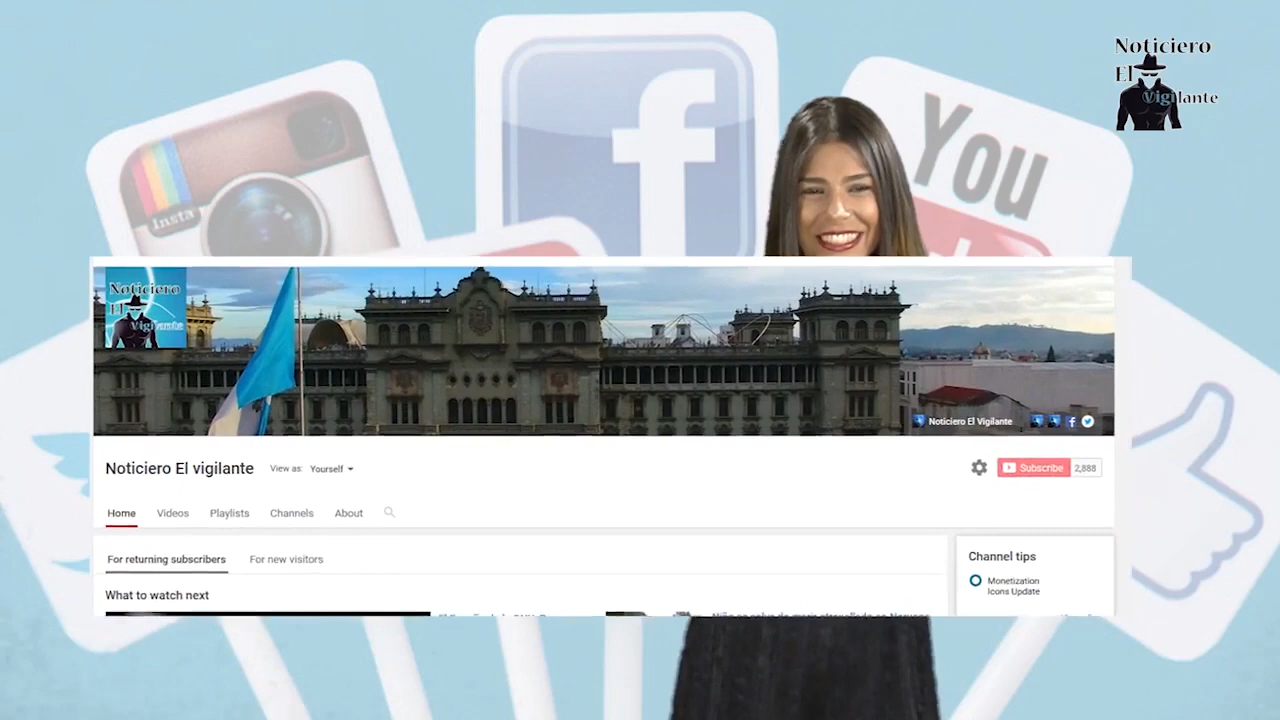 Noticiero
El
Vigilante
You
Insta
Noticiero
El
Vigilante
Noticiero El Vigilante
Noticiero El vigilante
View as: Yourself
Subscribe 2,888
Home Videos Playlists Channels About
For returning subscribers For new visitors
Channel tips
What to watch next
Monetization
Icons Update